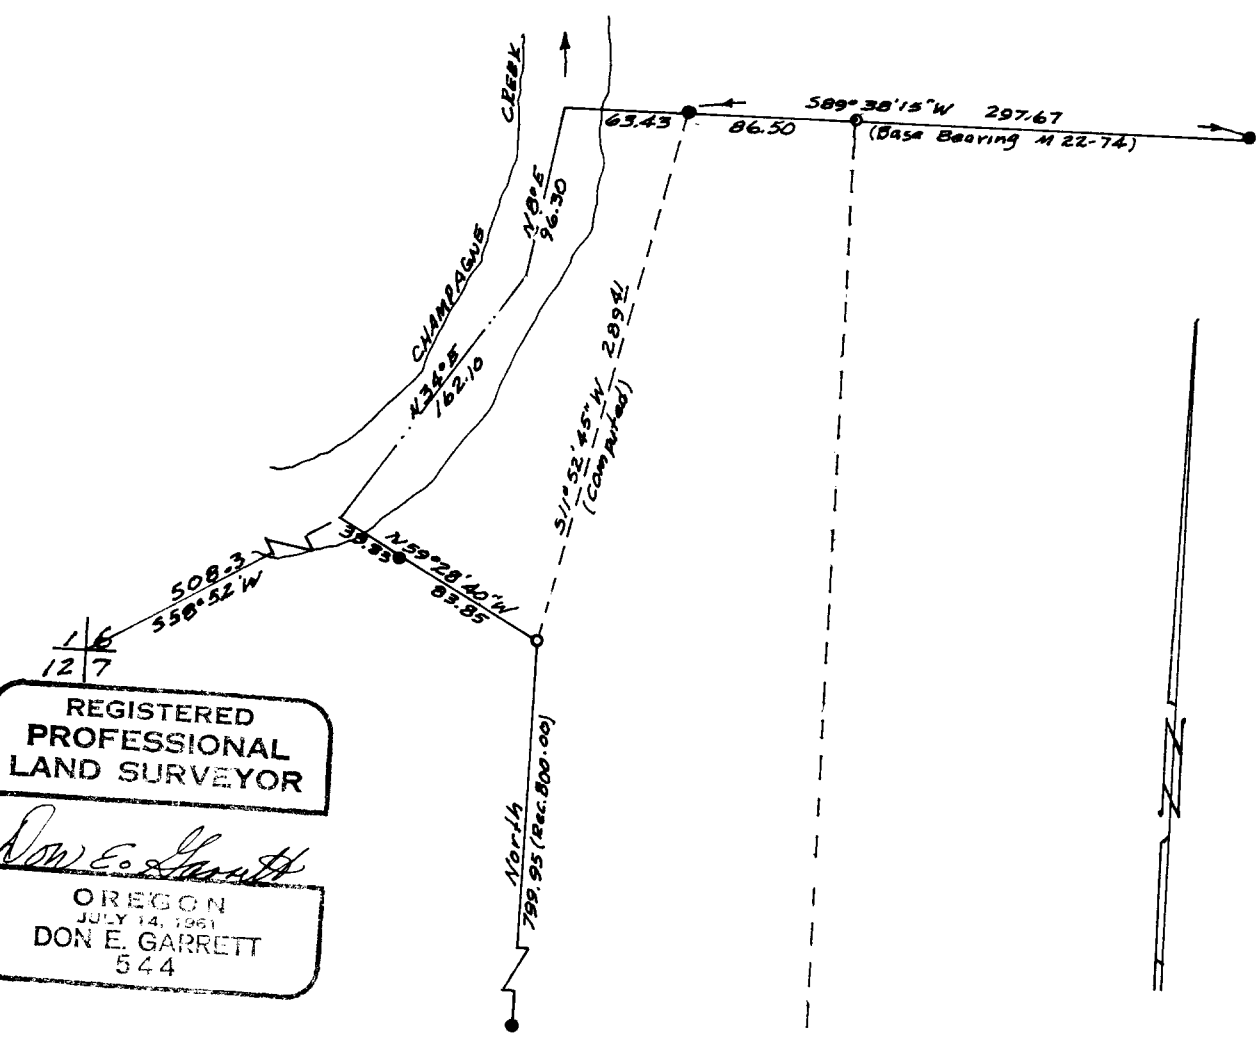 CREEK
CHAMPAGNE
S89°38'15"W 297.67
(Base Bearing M 22-74)
63.43
86.50
N8°E
96.30
N34°E
162.10
S11°52'45"W 289.41
(Computed)
508.3
S58°52'W
39.85
N59°28'40"W
83.85
1 6
12 7
North
799.95 (Rec. 800.00)
N
REGISTERED
PROFESSIONAL
LAND SURVEYOR
Don E. Garrett
OREGON
JULY 14, 1961
DON E. GARRETT
544